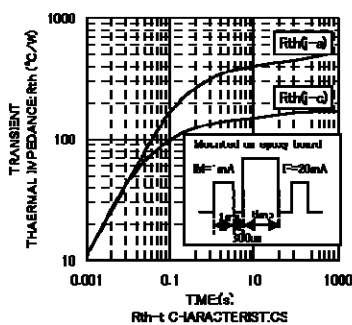 1000
Rth(j-a)
Rth(j-c)
100
Mounted on epoxy board
IM=1mA
IF=20mA
time
300us
10
0.001
0.1
10
1000
TRANSIENT
THAERMAL IMPEDANCE:Rth (°C/W)
TIME(s)
Rth-t CHARACTERISTICS